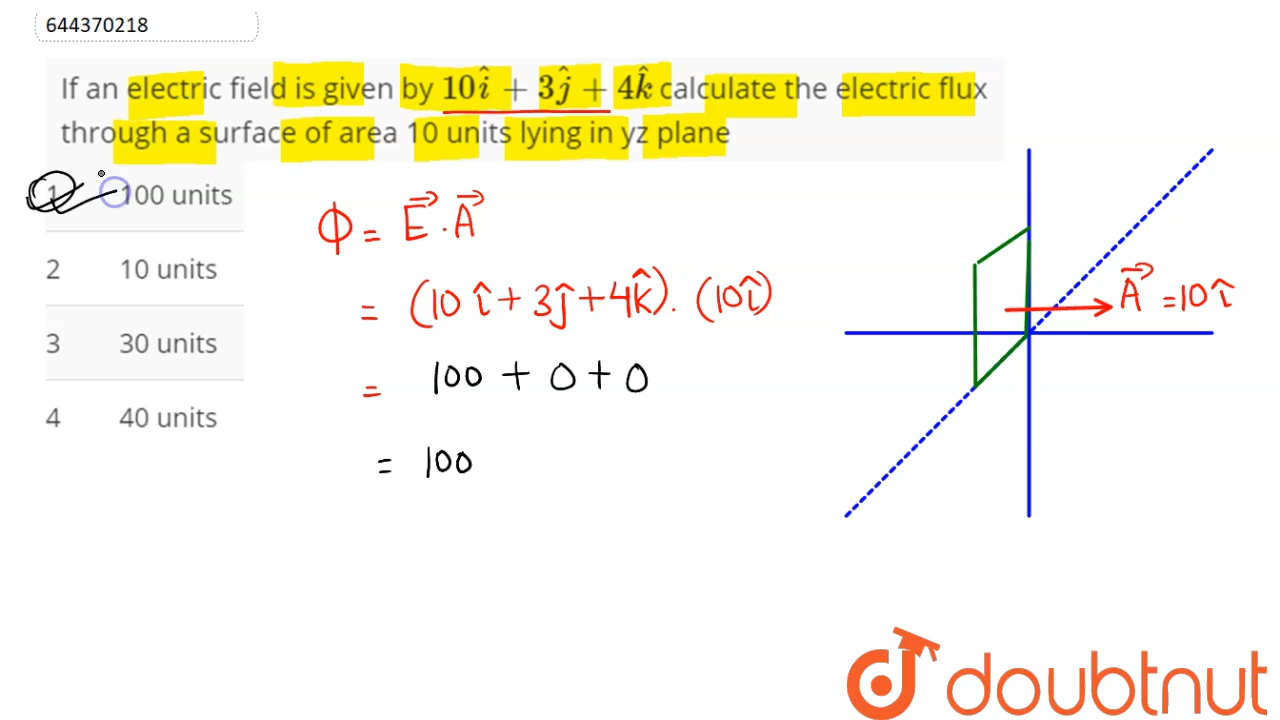 644370218
If an electric field is given by 10î + 3ĵ + 4k̂ calculate the electric flux
through a surface of area 10 units lying in yz plane
1 100 units
2 10 units
3 30 units
4 40 units
ϕ = E⃗ . A⃗
= (10î + 3ĵ + 4k̂) . (10î)
= 100 + 0 + 0
= 100
A⃗ = 10î
doubtnut